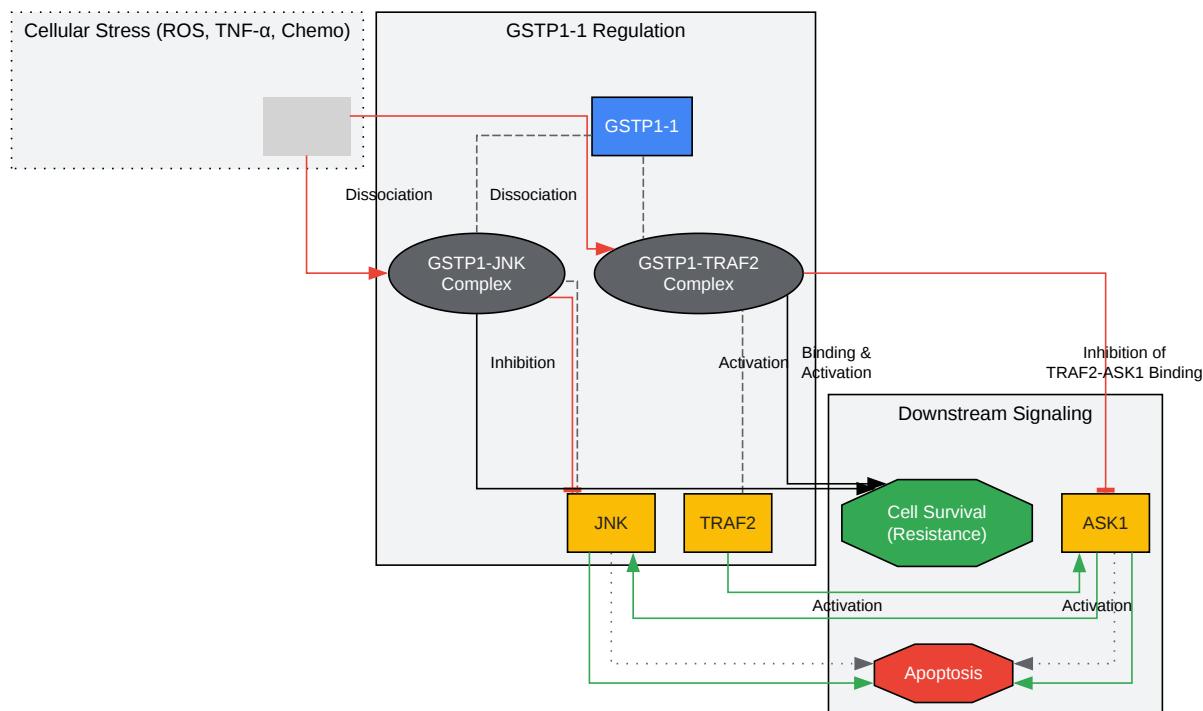 Cellular Stress (ROS, TNF-α, Chemo)
GSTP1-1 Regulation
GSTP1-1
Dissociation
Dissociation
GSTP1-JNK
Complex
GSTP1-TRAF2
Complex
Inhibition
Activation
Binding &
Activation
Inhibition of
TRAF2-ASK1 Binding
Downstream Signaling
JNK
TRAF2
Cell Survival
(Resistance)
ASK1
Activation
Activation
Apoptosis